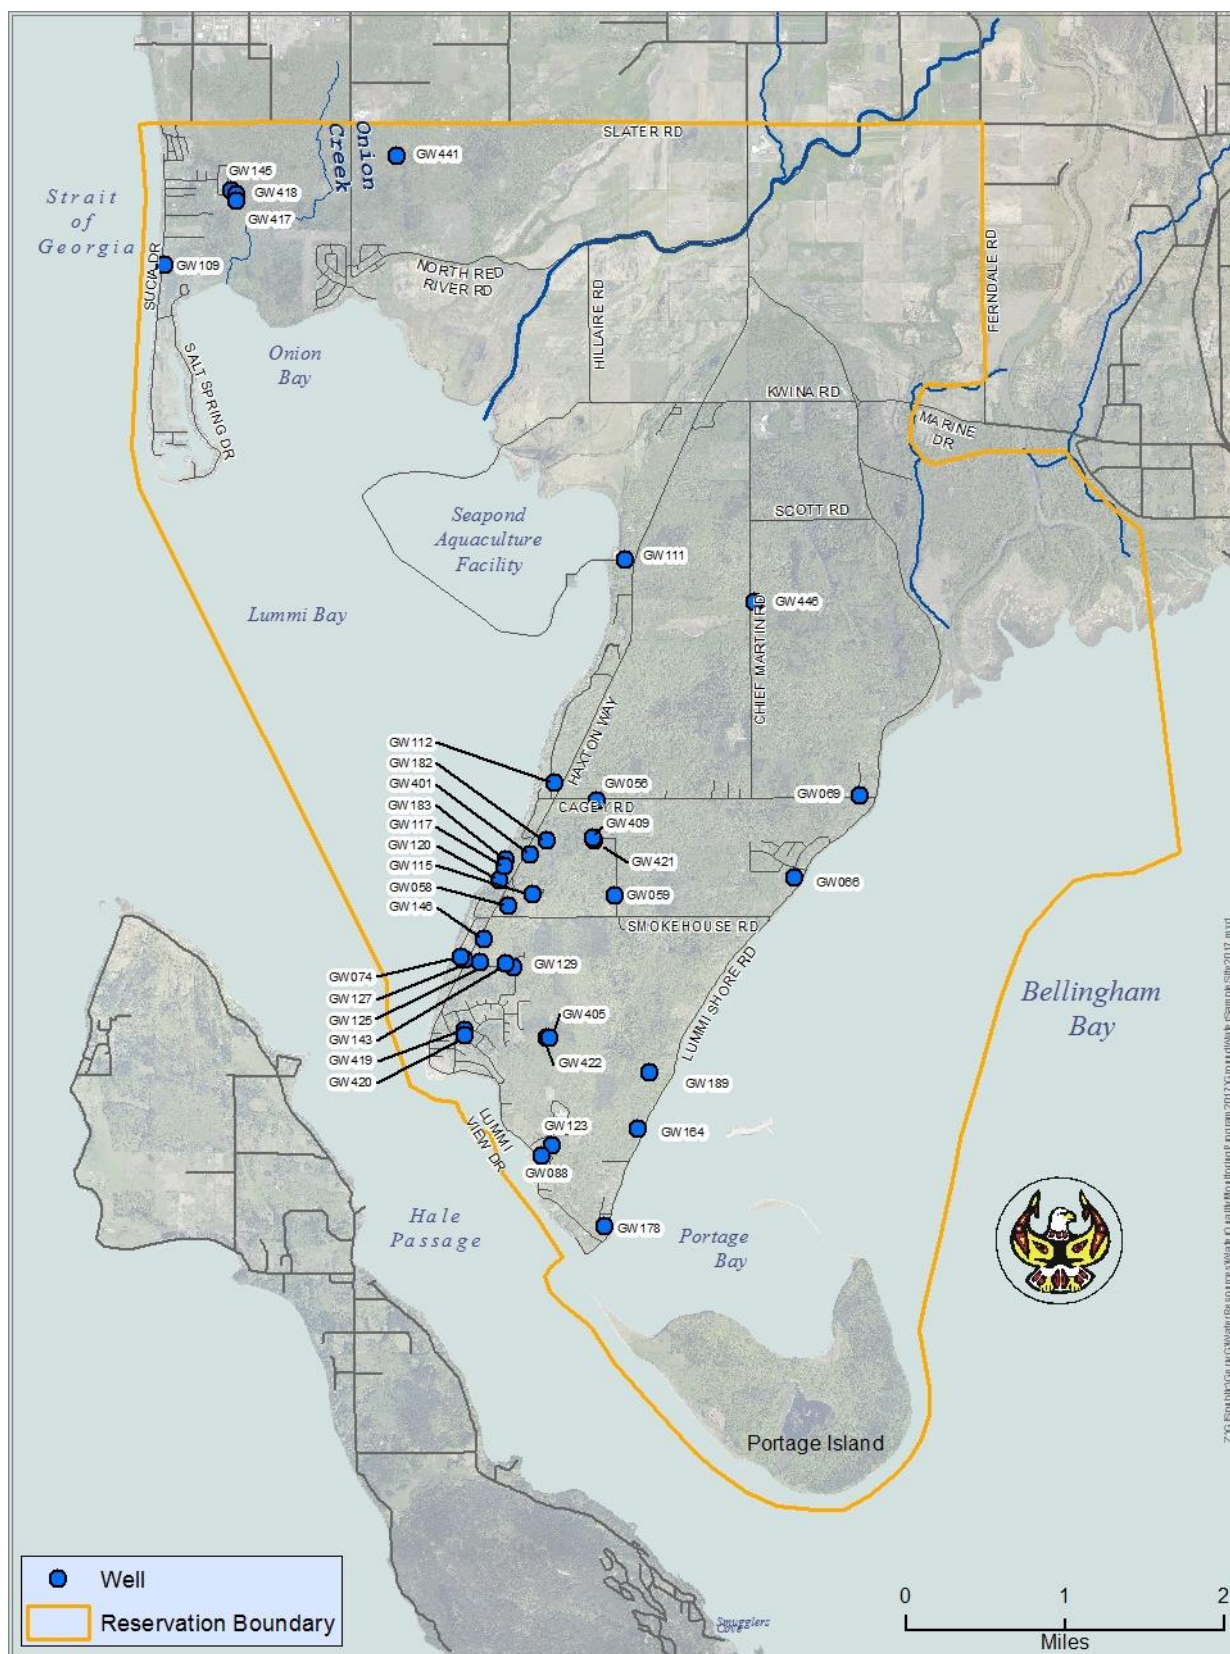 SLATER RD
Onion
Creek
GW441
GW145
GW418
GW417
Strait
of
Georgia
SUCIA DR
GW109
NORTH RED
RIVER RD
HILLAIRE RD
FERNDALE RD
SALT SPRING DR
Onion
Bay
KWINA RD
MARINE
DR
SCOTT RD
Seapond
Aquaculture
Facility
GW111
GW446
CHIEF MARTIN RD
Lummi Bay
HAXTON WAY
GW112
GW182
GW401
GW183
GW117
GW120
GW115
GW058
GW146
GW056
CAGEY RD
GW069
GW409
GW421
GW066
GW059
SMOKEHOUSE RD
GW074
GW127
GW125
GW143
GW419
GW420
GW129
LUMMI SHORE RD
Bellingham
Bay
GW405
GW422
GW189
GW123
GW164
LUMMI
VIEW DR
GW088
GW178
Hale
Passage
Portage
Bay
Portage Island
Smugglers
Cove
Well
Reservation Boundary
0 1 2
Miles